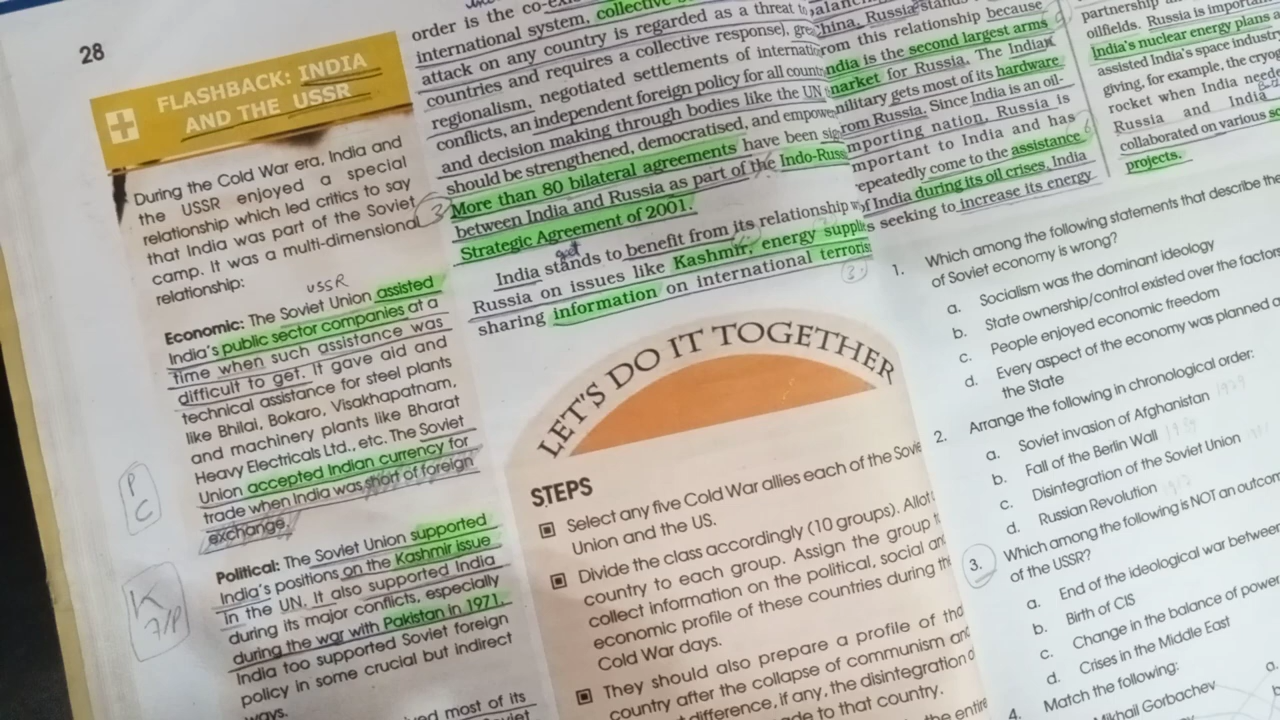 28
FLASHBACK: INDIA
AND THE USSR
During the Cold War era, India and
the USSR enjoyed a special
relationship which led critics to say
that India was part of the Soviet
camp. It was a multi-dimensional
relationship:
USSR
Economic: The Soviet Union assisted
India's public sector companies at a
time when such assistance was
difficult to get. It gave aid and
technical assistance for steel plants
like Bhilai, Bokaro, Visakhapatnam,
and machinery plants like Bharat
Heavy Electricals Ltd., etc. The Soviet
Union accepted Indian currency for
trade when India was short of foreign
exchange.
P
C
Political: The Soviet Union supported
India's positions on the Kashmir issue
in the UN. It also supported India
during its major conflicts, especially
during the war with Pakistan in 1971.
India too supported Soviet foreign
policy in some crucial but indirect
ways.
most of its
order is the collective
international system,
attack on any country is regarded as a threat to
countries and requires a collective response),
regionalism, negotiated settlements of
conflicts, an independent foreign policy for all
and decision making through bodies like the UN
should be strengthened, democratised, and
More than 80 bilateral agreements have been
between India and Russia as part of the
Strategic Agreement of 2001.
get
India stands to benefit from its relationship
Russia on issues like Kashmir, energy
sharing information on international
LET'S DO IT TOGETHER
STEPS
Select any five Cold War allies each of the
Union and the US.
Divide the class accordingly (10 groups).
country to each group. Assign the group
collect information on the political, social
economic profile of these countries during
Cold War days.
They should also prepare a profile of
country after the collapse of communism
difference, if any, the disintegration
to that country.
the entire
China, Russia stands
from this relationship because
India is the second largest arms
market for Russia. The Indian
military gets most of its hardware
from Russia. Since India is an oil-
importing nation, Russia is
important to India and has
repeatedly come to the assistance
of India during its oil crises. India
is seeking to increase its energy
partnership
oilfields. Russia is
India's nuclear energy plans
assisted India's space
giving, for example, the
rocket when India
Russia and India
collaborated on various
projects.
1. Which among the following statements that describe the
of Soviet economy is wrong?
a. Socialism was the dominant ideology
b. State ownership/control existed over the
c. People enjoyed economic freedom
d. Every aspect of the economy was planned
the State
2. Arrange the following in chronological order:
a. Soviet invasion of Afghanistan 1979
b. Fall of the Berlin Wall
c. Disintegration of the Soviet Union
d. Russian Revolution
3. Which among the following is NOT an
of the USSR?
a. End of the ideological war between
b. Birth of CIS
c. Change in the balance of power
d. Crises in the Middle East
4. Match the following:
Gorbachev
a.